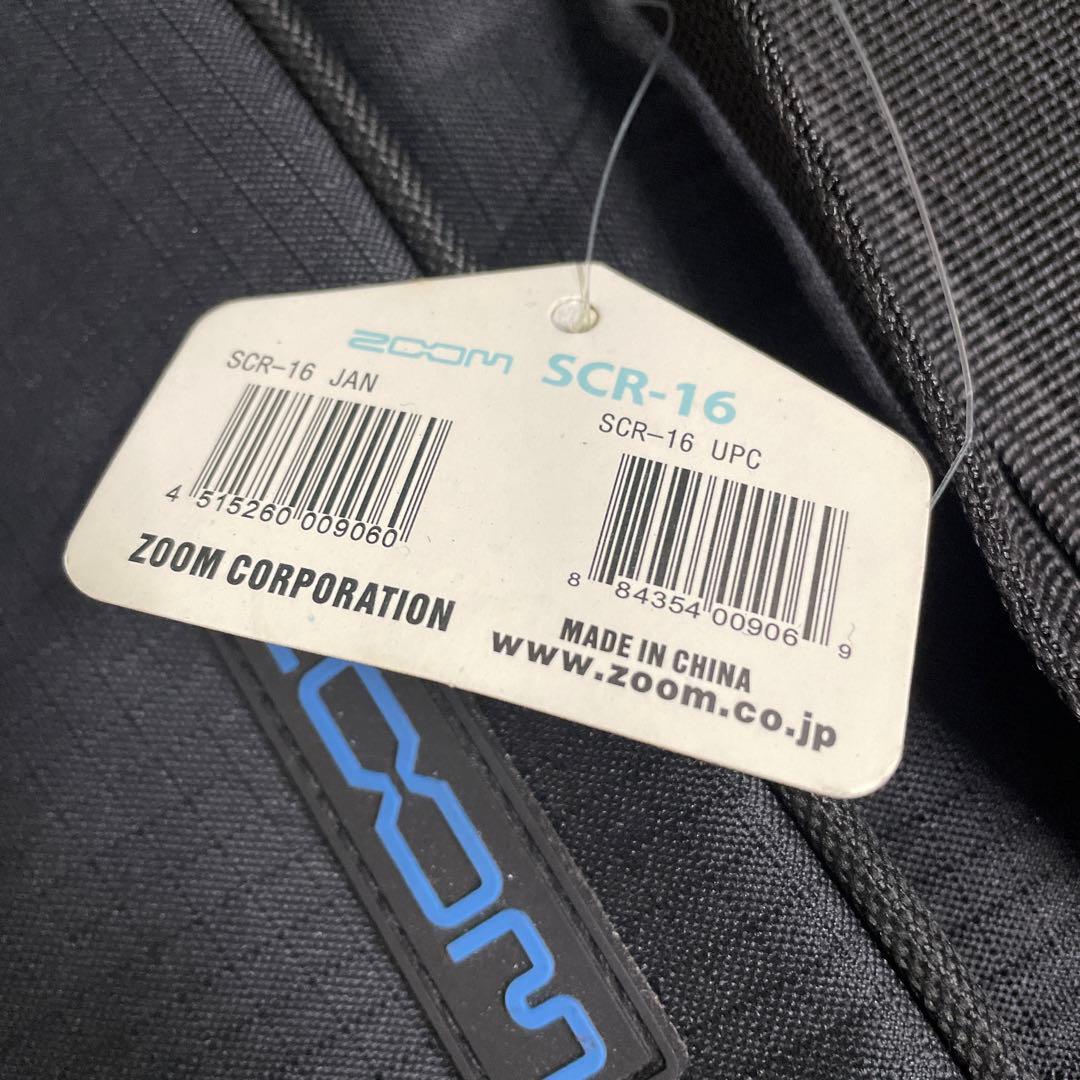 ZOOM SCR-16
SCR-16 JAN
4 515260 009060
ZOOM CORPORATION
SCR-16 UPC
8 84354 00906 9
MADE IN CHINA
www.zoom.co.jp
ZOOM